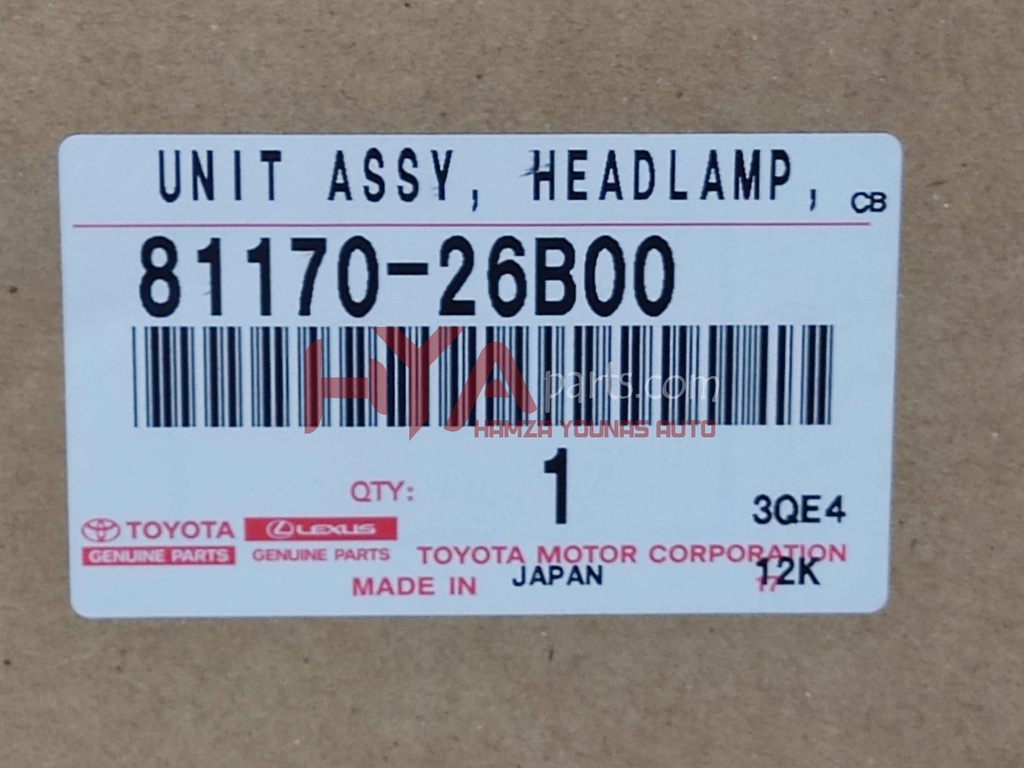 UNIT ASSY, HEADLAMP, CB
81170-26B00
HYA parts.com
HAMZA YOUNAS AUTO
QTY: 1
3QE4
TOYOTA LEXUS
GENUINE PARTS GENUINE PARTS TOYOTA MOTOR CORPORATION
MADE IN JAPAN 12K
17